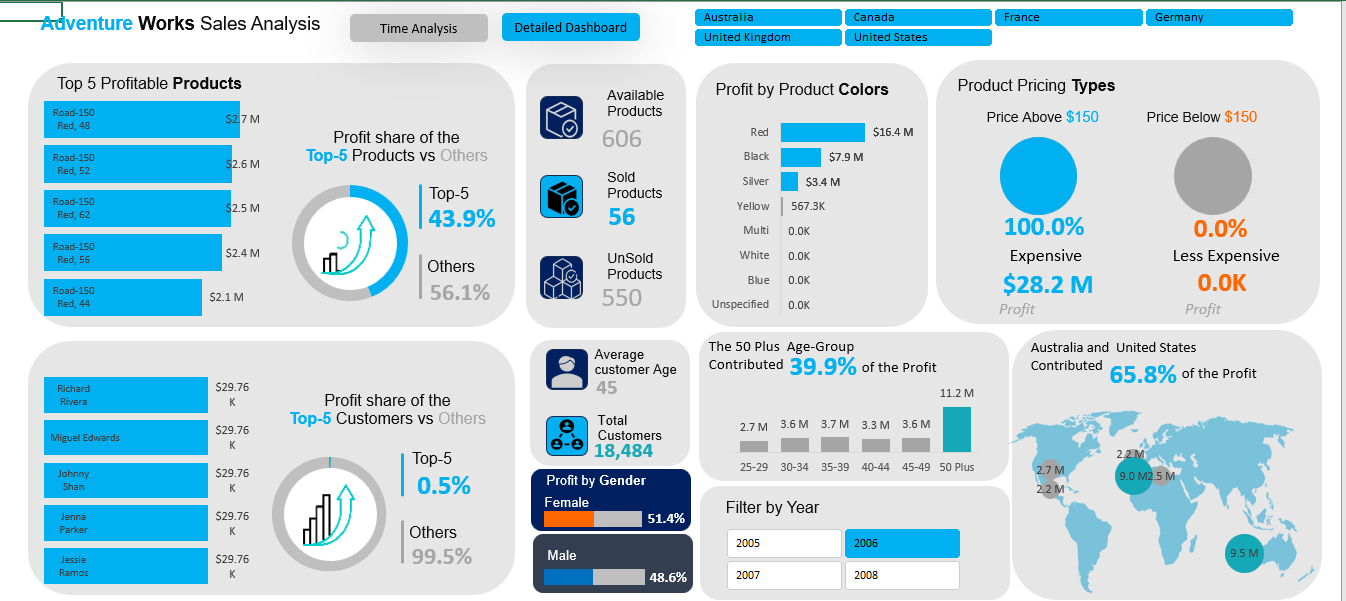 Adventure Works Sales Analysis
Time Analysis
Detailed Dashboard
Australia
Canada
France
Germany
United Kingdom
United States
Top 5 Profitable Products
Road-150
Red, 48
$2.7 M
Road-150
Red, 52
$2.6 M
Road-150
Red, 62
$2.5 M
Road-150
Red, 56
$2.4 M
Road-150
Red, 44
$2.1 M
Profit share of the
Top-5 Products vs Others
Top-5
43.9%
Others
56.1%
Available
Products
606
Sold
Products
56
UnSold
Products
550
Profit by Product Colors
Red
$16.4 M
Black
$7.9 M
Silver
$3.4 M
Yellow
567.3K
Multi
0.0K
White
0.0K
Blue
0.0K
Unspecified
0.0K
Product Pricing Types
Price Above $150
Price Below $150
100.0%
0.0%
Expensive
Less Expensive
$28.2 M
0.0K
Profit
Profit
Richard
Rivera
$29.76
K
Miguel Edwards
$29.76
K
Johnny
Shan
$29.76
K
Jenna
Parker
$29.76
K
Jessie
Ramos
$29.76
K
Profit share of the
Top-5 Customers vs Others
Top-5
0.5%
Others
99.5%
Average
customer Age
45
Total
Customers
18,484
Profit by Gender
Female
51.4%
Male
48.6%
The 50 Plus Age-Group
Contributed 39.9% of the Profit
2.7 M
3.6 M
3.7 M
3.3 M
3.6 M
11.2 M
25-29
30-34
35-39
40-44
45-49
50 Plus
Filter by Year
2005
2006
2007
2008
Australia and United States
Contributed 65.8% of the Profit
2.7 M
2.2 M
2.2 M
9.0 M
2.5 M
9.5 M